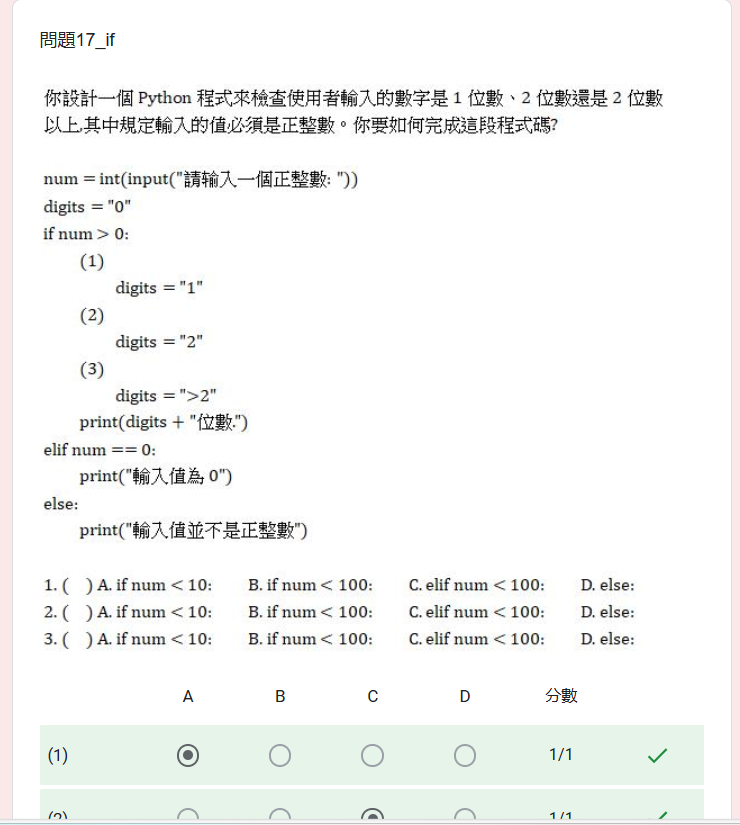 問題17_if
你設計一個 Python 程式來檢查使用者輸入的數字是 1 位數、2 位數還是 2 位數
以上,其中規定輸入的值必須是正整數。你要如何完成這段程式碼?
num = int(input("請输入一個正整數: "))
digits = "0"
if num > 0:
(1)
digits = "1"
(2)
digits = "2"
(3)
digits = ">2"
print(digits + "位數.")
elif num == 0:
print("輸入值為 0")
else:
print("輸入值並不是正整數")
1. ( ) A. if num < 10: B. if num < 100: C. elif num < 100: D. else:
2. ( ) A. if num < 10: B. if num < 100: C. elif num < 100: D. else:
3. ( ) A. if num < 10: B. if num < 100: C. elif num < 100: D. else:
A B C D 分數
(1) 1/1
(2) 1/1